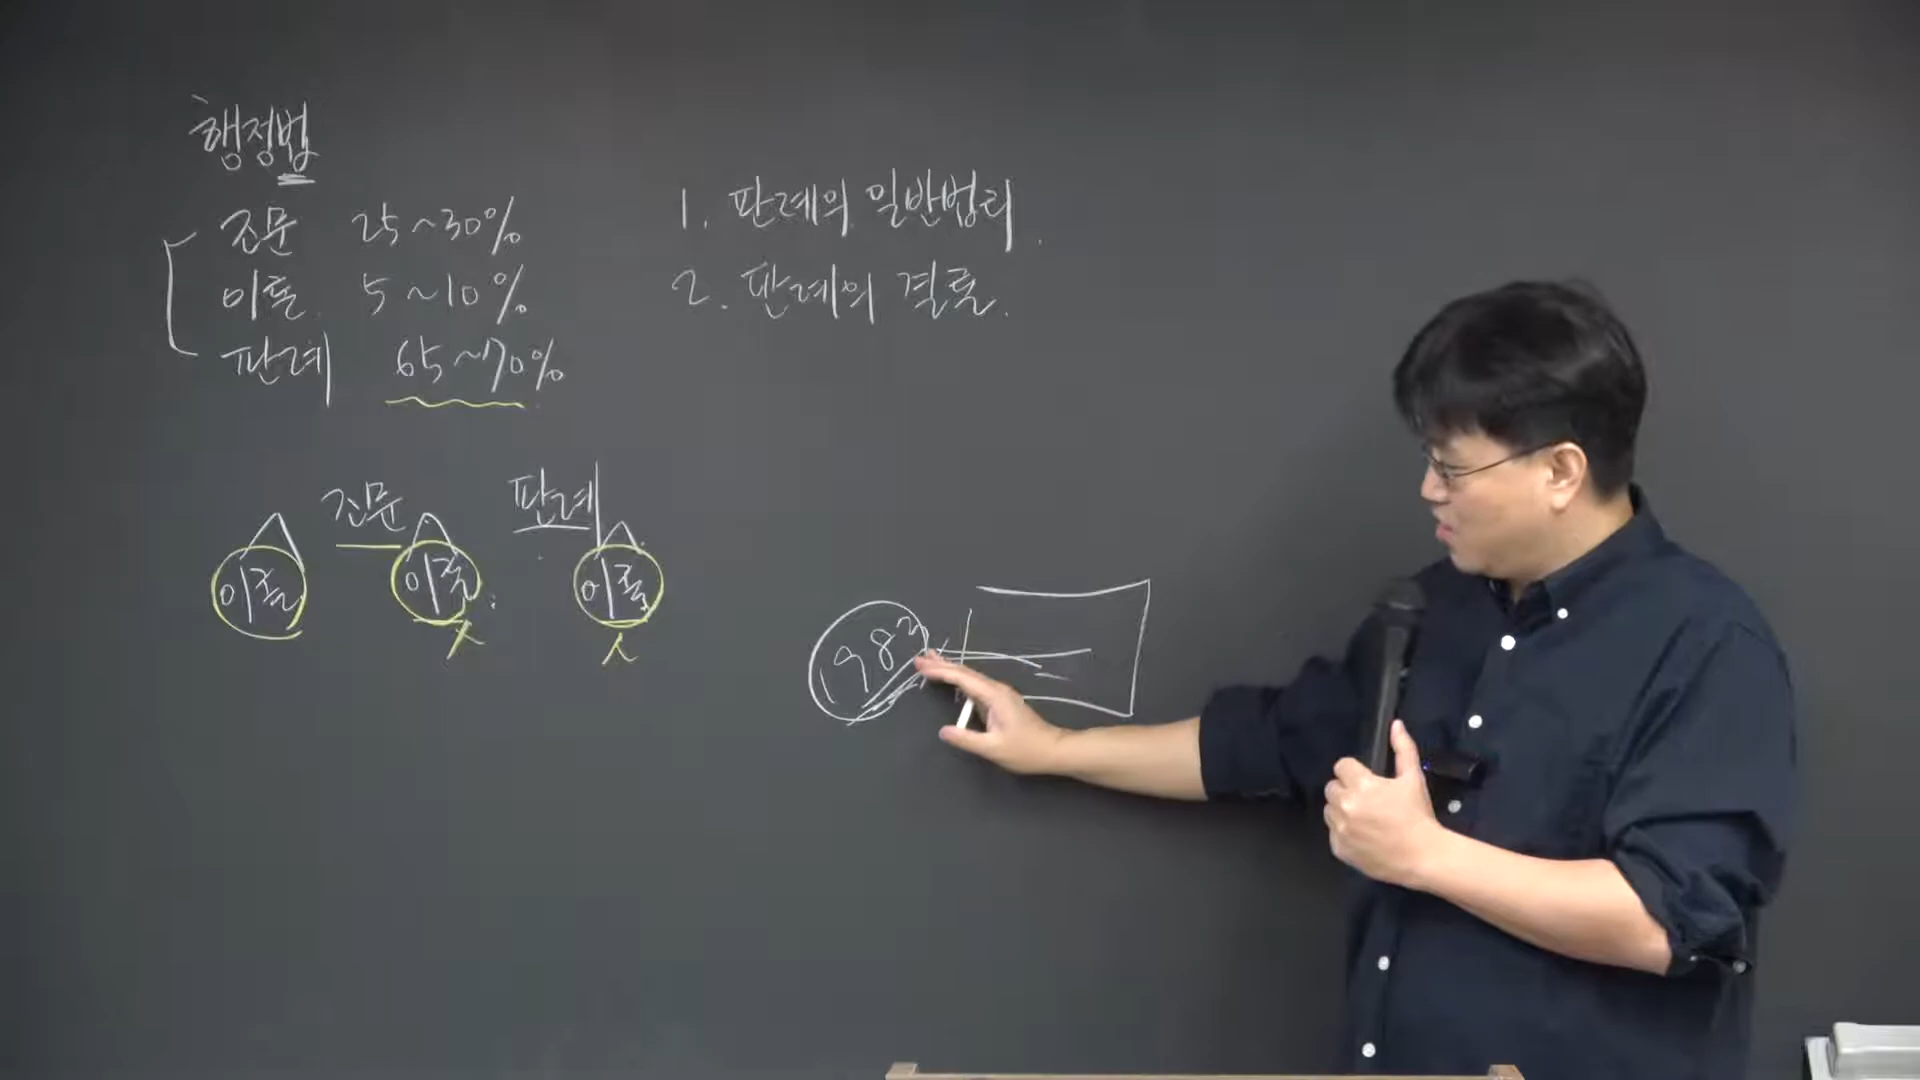 행정법
조문 25~30%
이론 5~10%
판례 65~70%
1. 판례의 일반법리.
2. 판례의 결론.
조문 판례
이론 이론 이론
198